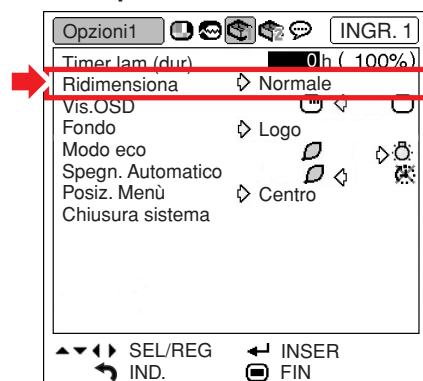 Opzioni1 INGR. 1
Timer lam (dur) 0 h ( 100%)
Ridimensiona Normale
Vis.OSD
Fondo Logo
Modo eco
Spegn. Automatico
Posiz. Menù Centro
Chiusura sistema
SEL/REG INSER
IND. FIN